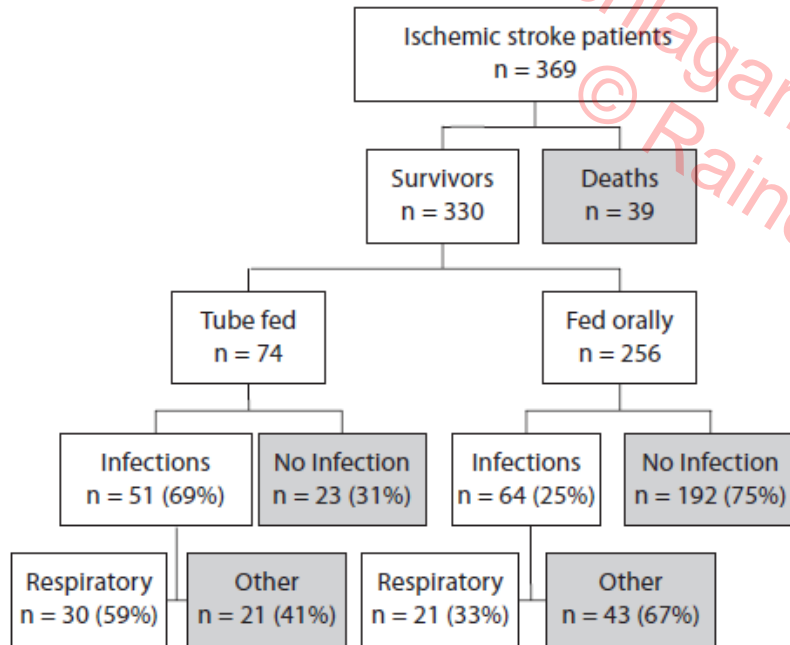 Ischemic stroke patients
n = 369
Survivors
n = 330
Deaths
n = 39
Tube fed
n = 74
Fed orally
n = 256
Infections
n = 51 (69%)
No Infection
n = 23 (31%)
Infections
n = 64 (25%)
No Infection
n = 192 (75%)
Respiratory
n = 30 (59%)
Other
n = 21 (41%)
Respiratory
n = 21 (33%)
Other
n = 43 (67%)